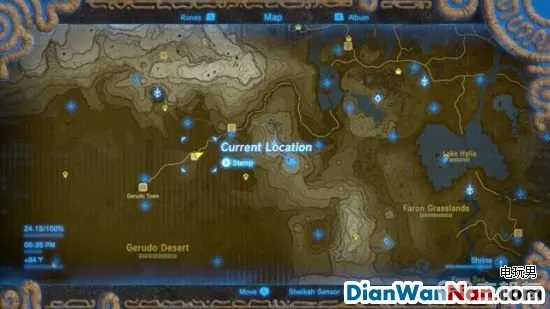 Runes
Map
Album
Current Location
Stamp
Lake Hylia
Gerudo Town
Faron Grasslands
24.15/100%
06:35 PM
+84°F
Gerudo Desert
Shrine
电玩男
Move
Sheikah Sensor
DianWanNan.com